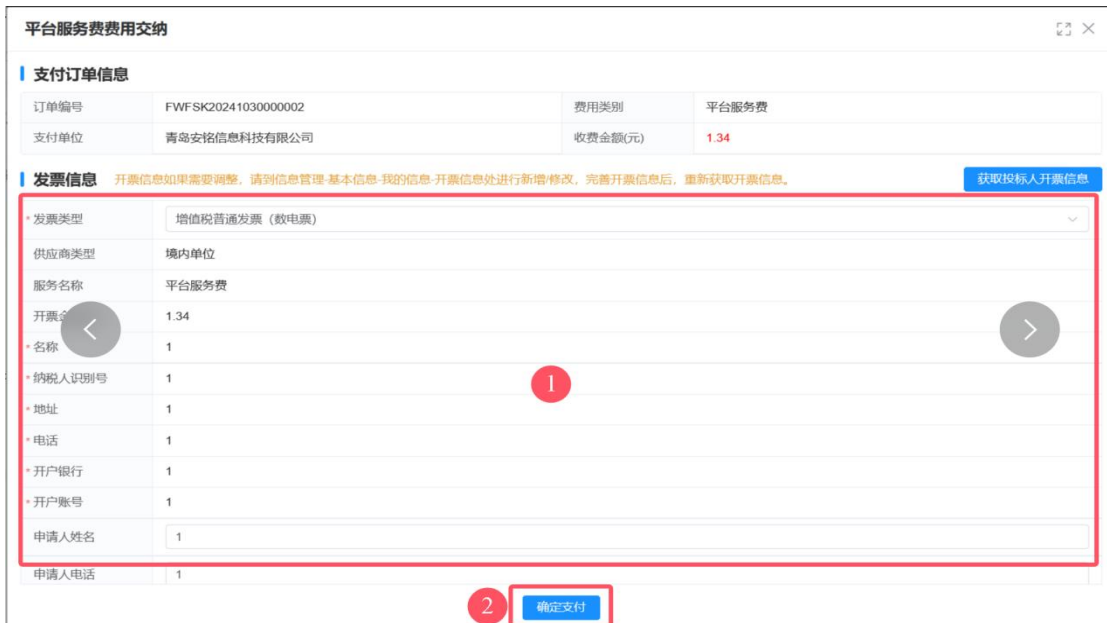 平台服务费费用交纳
支付订单信息
订单编号 FWFSK20241030000002 费用类别 平台服务费
支付单位 青岛安铭信息科技有限公司 收费金额(元) 1.34
发票信息 开票信息如果需要调整，请到信息管理-基本信息-我的信息-开票信息处进行新增/修改，完善开票信息后，重新获取开票信息。 获取投标人开票信息
* 发票类型 增值税普通发票（数电票）
供应商类型 境内单位
服务名称 平台服务费
开票 1.34
* 名称 1
* 纳税人识别号 1
* 地址 1
* 电话 1
* 开户银行 1
* 开户账号 1
1
申请人姓名 1
申请人电话 1
2 确定支付